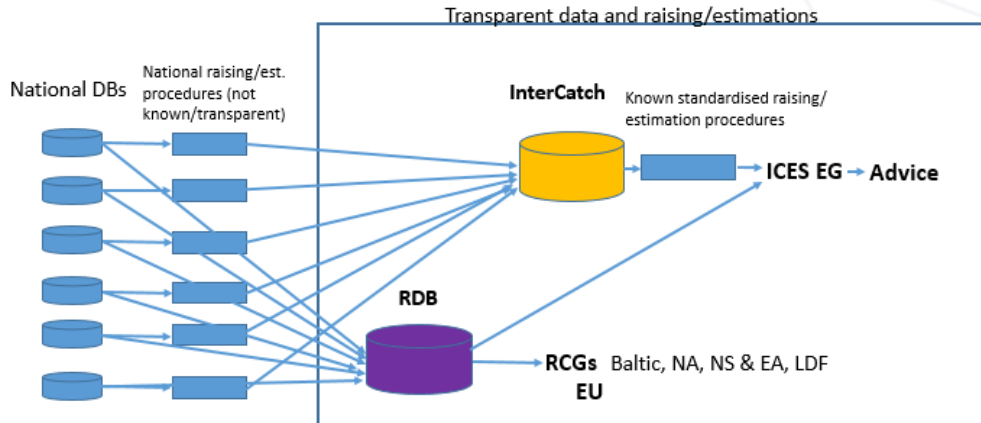 Transparent data and raising/estimations
National DBs
National raising/est.
procedures (not
known/transparent)
InterCatch
Known standardised raising/
estimation procedures
ICES EG
Advice
RDB
RCGs Baltic, NA, NS & EA, LDF
EU